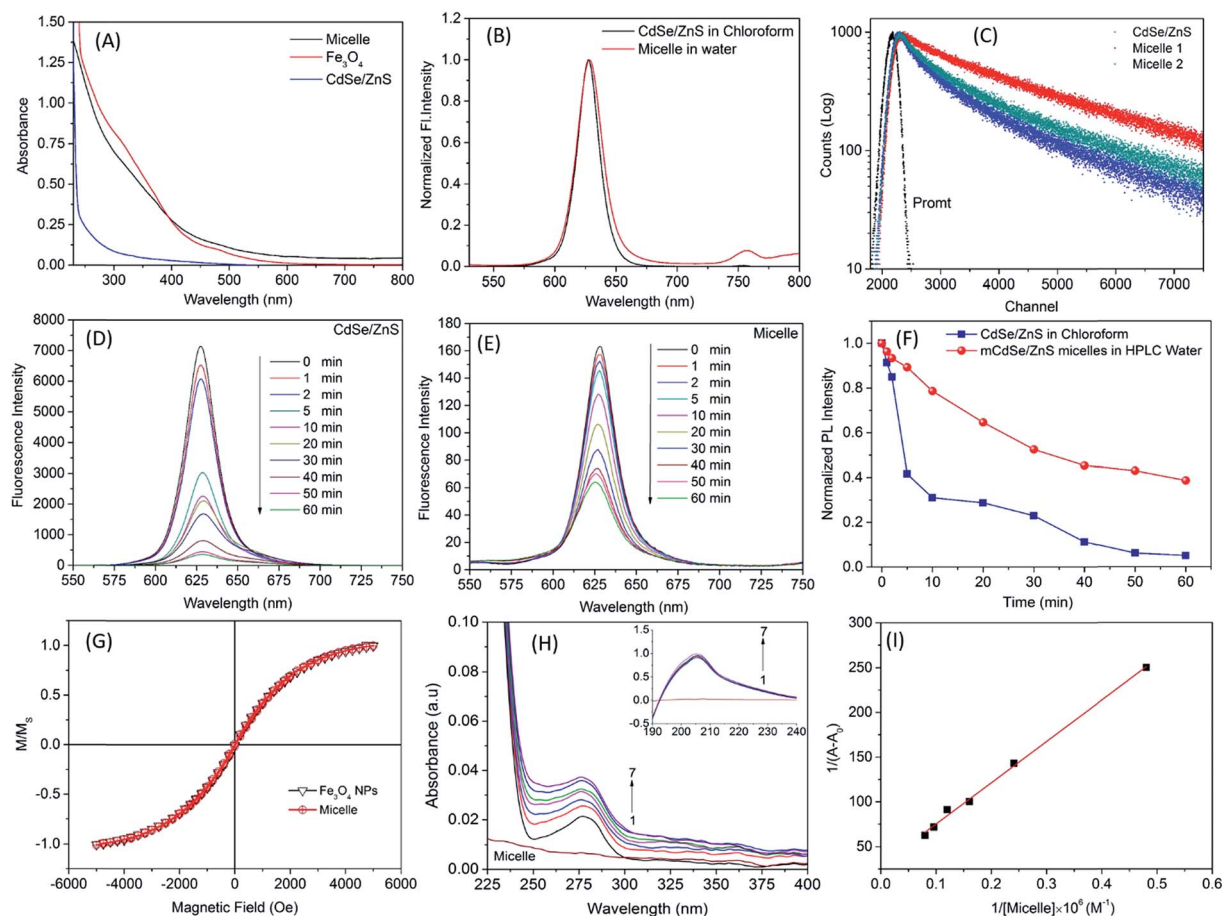 (A)
Micelle
Fe₃O₄
CdSe/ZnS
1.50
1.25
1.00
0.75
0.50
0.25
0.00
Absorbance
300 400 500 600 700 800
Wavelength (nm)
(B)
CdSe/ZnS in Chloroform
Micelle in water
1.2
1.0
0.8
0.6
0.4
0.2
0.0
Normalized Fl.Intensity
550 600 650 700 750 800
Wavelength (nm)
(C)
CdSe/ZnS
Micelle 1
Micelle 2
1000
100
10
Counts (Log)
Promt
2000 3000 4000 5000 6000 7000
Channel
(D)
CdSe/ZnS
8000
7000
6000
5000
4000
3000
2000
1000
0
Fluorescence Intensity
0 min
1 min
2 min
5 min
10 min
20 min
30 min
40 min
50 min
60 min
550 575 600 625 650 675 700 725 750
Wavelength (nm)
(E)
Micelle
180
160
140
120
100
80
60
40
20
0
Fluorescence Intensity
0 min
1 min
2 min
5 min
10 min
20 min
30 min
40 min
50 min
60 min
550 575 600 625 650 675 700 725 750
Wavelength (nm)
(F)
CdSe/ZnS in Chloroform
mCdSe/ZnS micelles in HPLC Water
1.0
0.8
0.6
0.4
0.2
0.0
Normalized PL Intensity
0 10 20 30 40 50 60
Time (min)
(G)
1.0
0.5
0.0
-0.5
-1.0
M/Mₛ
Fe₃O₄ NPs
Micelle
-6000 -4000 -2000 0 2000 4000 6000
Magnetic Field (Oe)
(H)
0.10
0.08
0.06
0.04
0.02
0.00
Absorbance (a.u)
1.5
1.0
0.5
0.0
-0.5
7
1
190 200 210 220 230 240
7
1
Micelle
225 250 275 300 325 350 375 400
Wavelength (nm)
(I)
300
250
200
150
100
50
1/(A-A₀)
0.0 0.1 0.2 0.3 0.4 0.5 0.6
1/[Micelle]×10⁶ (M⁻¹)